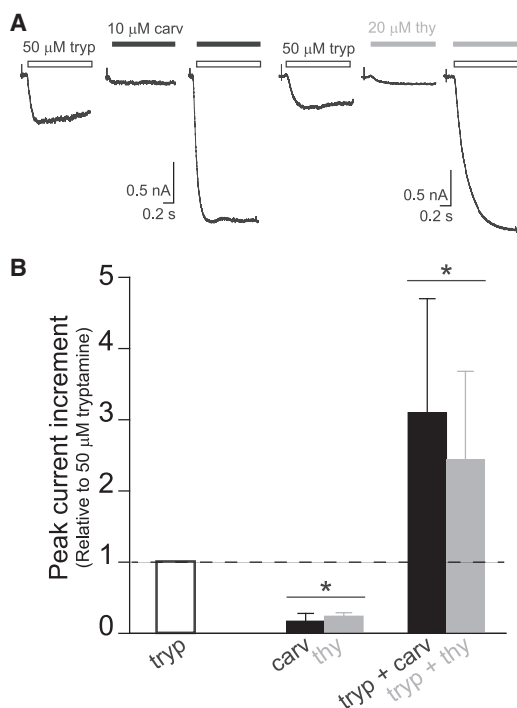 A
10 µM carv
20 µM thy
50 µM tryp
50 µM tryp
0.5 nA
0.2 s
0.5 nA
0.2 s
B
Peak current increment
(Relative to 50 µM tryptamine)
5
4
3
2
1
0
*
*
tryp
carv
thy
tryp + carv
tryp + thy